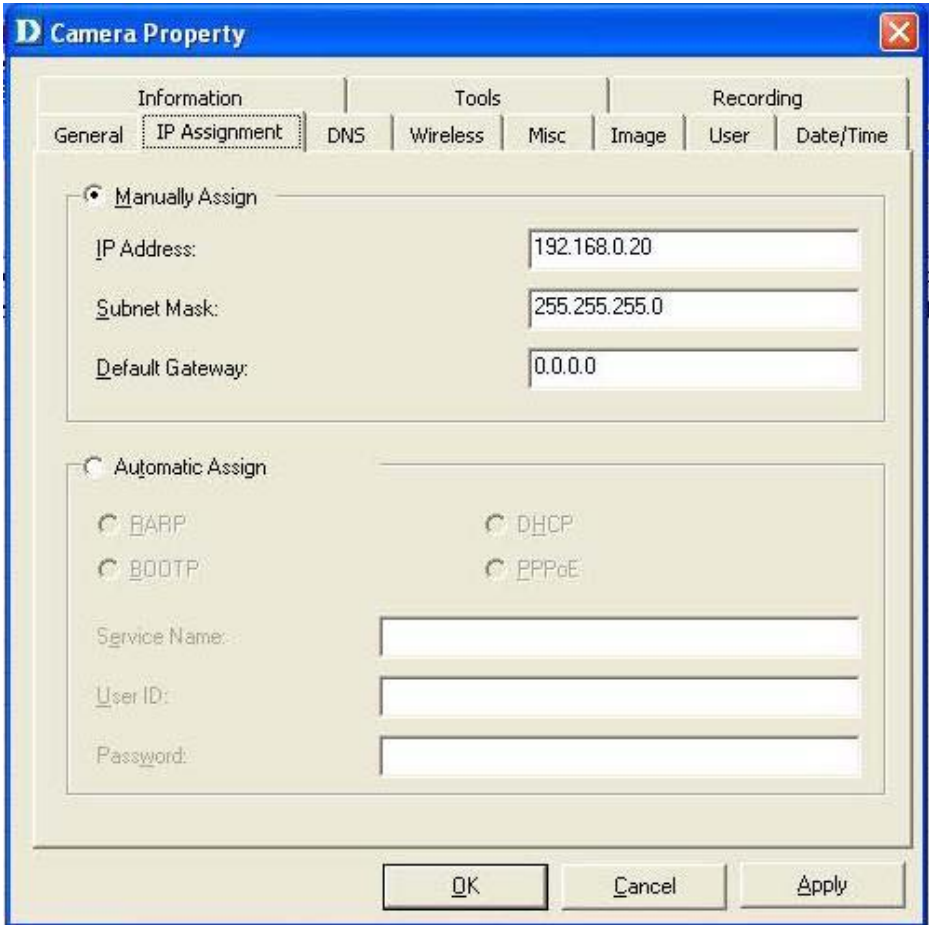 D Camera Property
Information Tools Recording
General IP Assignment DNS Wireless Misc Image User Date/Time
Manually Assign
IP Address: 192.168.0.20
Subnet Mask: 255.255.255.0
Default Gateway: 0.0.0.0
Automatic Assign
RARP DHCP
BOOTP PPPoE
Service Name:
User ID:
Password:
OK Cancel Apply